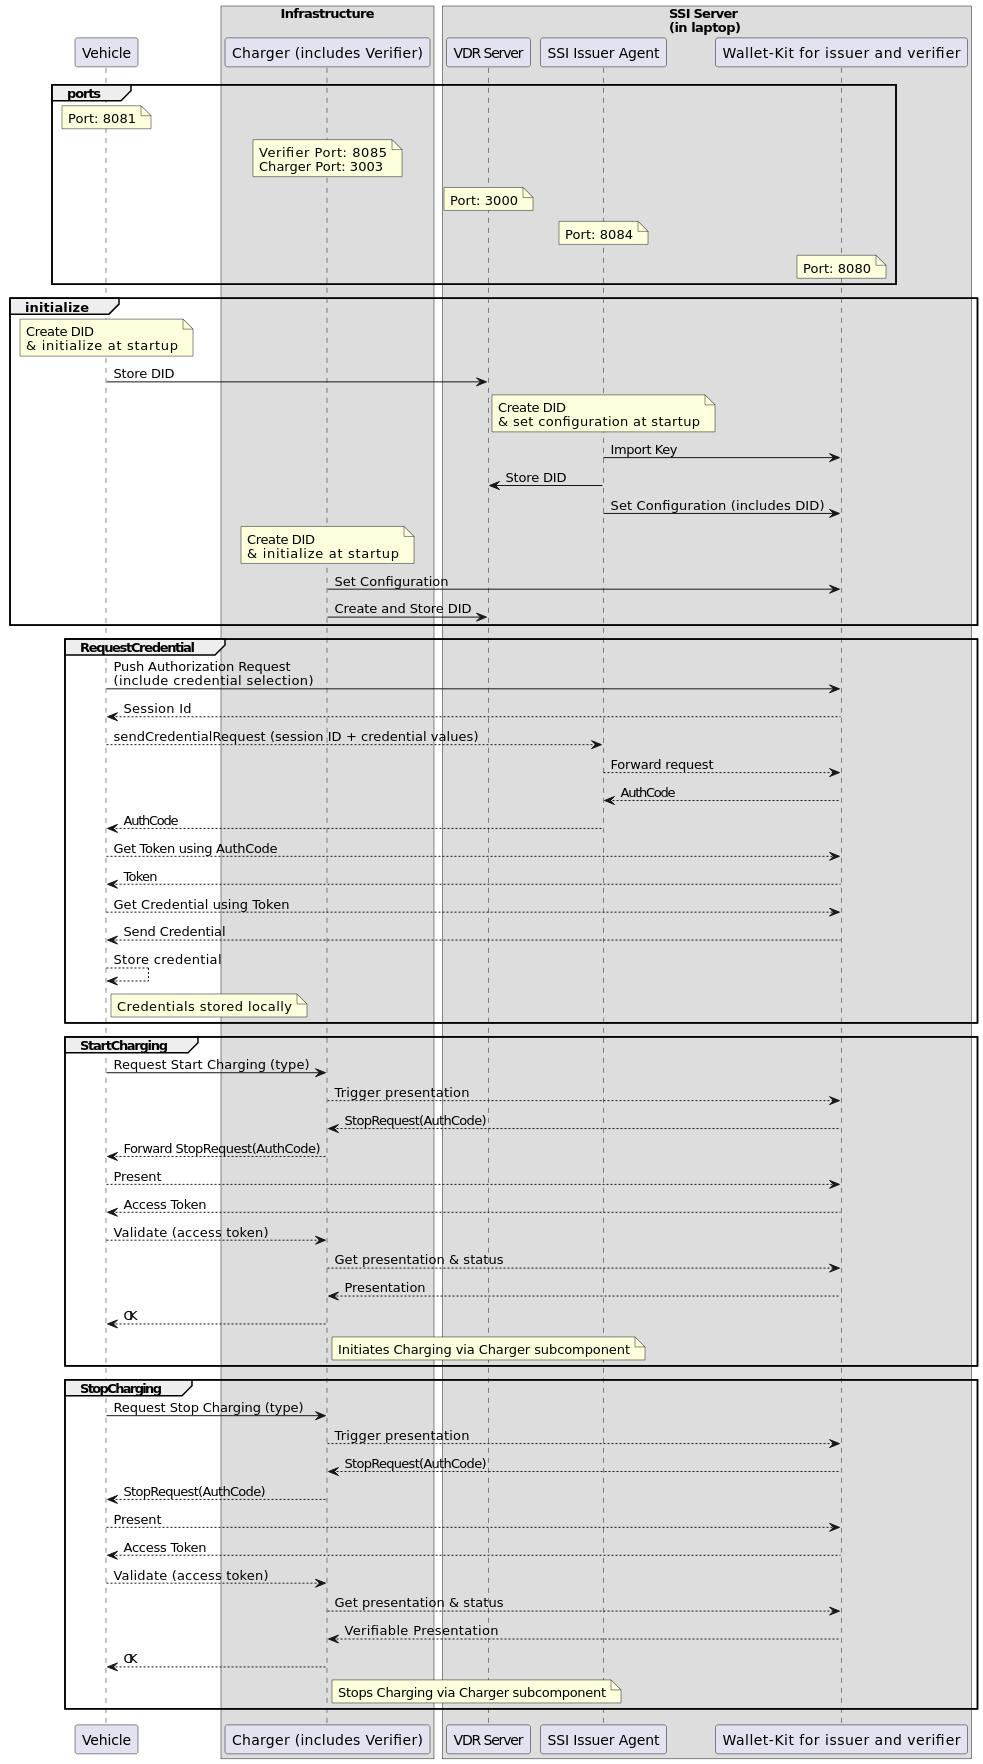 Infrastructure
SSI Server
(in laptop)
Vehicle
Charger (includes Verifier)
VDR Server
SSI Issuer Agent
Wallet-Kit for issuer and verifier
ports
Port: 8081
Verifier Port: 8085
Charger Port: 3003
Port: 3000
Port: 8084
Port: 8080
initialize
Create DID
& initialize at startup
Store DID
Create DID
& set configuration at startup
Import Key
Store DID
Set Configuration (includes DID)
Create DID
& initialize at startup
Set Configuration
Create and Store DID
RequestCredential
Push Authorization Request
(include credential selection)
Session Id
sendCredentialRequest (session ID + credential values)
Forward request
AuthCode
AuthCode
Get Token using AuthCode
Token
Get Credential using Token
Send Credential
Store credential
Credentials stored locally
StartCharging
Request Start Charging (type)
Trigger presentation
StopRequest(AuthCode)
Forward StopRequest(AuthCode)
Present
Access Token
Validate (access token)
Get presentation & status
Presentation
OK
Initiates Charging via Charger subcomponent
StopCharging
Request Stop Charging (type)
Trigger presentation
StopRequest(AuthCode)
StopRequest(AuthCode)
Present
Access Token
Validate (access token)
Get presentation & status
Verifiable Presentation
OK
Stops Charging via Charger subcomponent
Vehicle
Charger (includes Verifier)
VDR Server
SSI Issuer Agent
Wallet-Kit for issuer and verifier